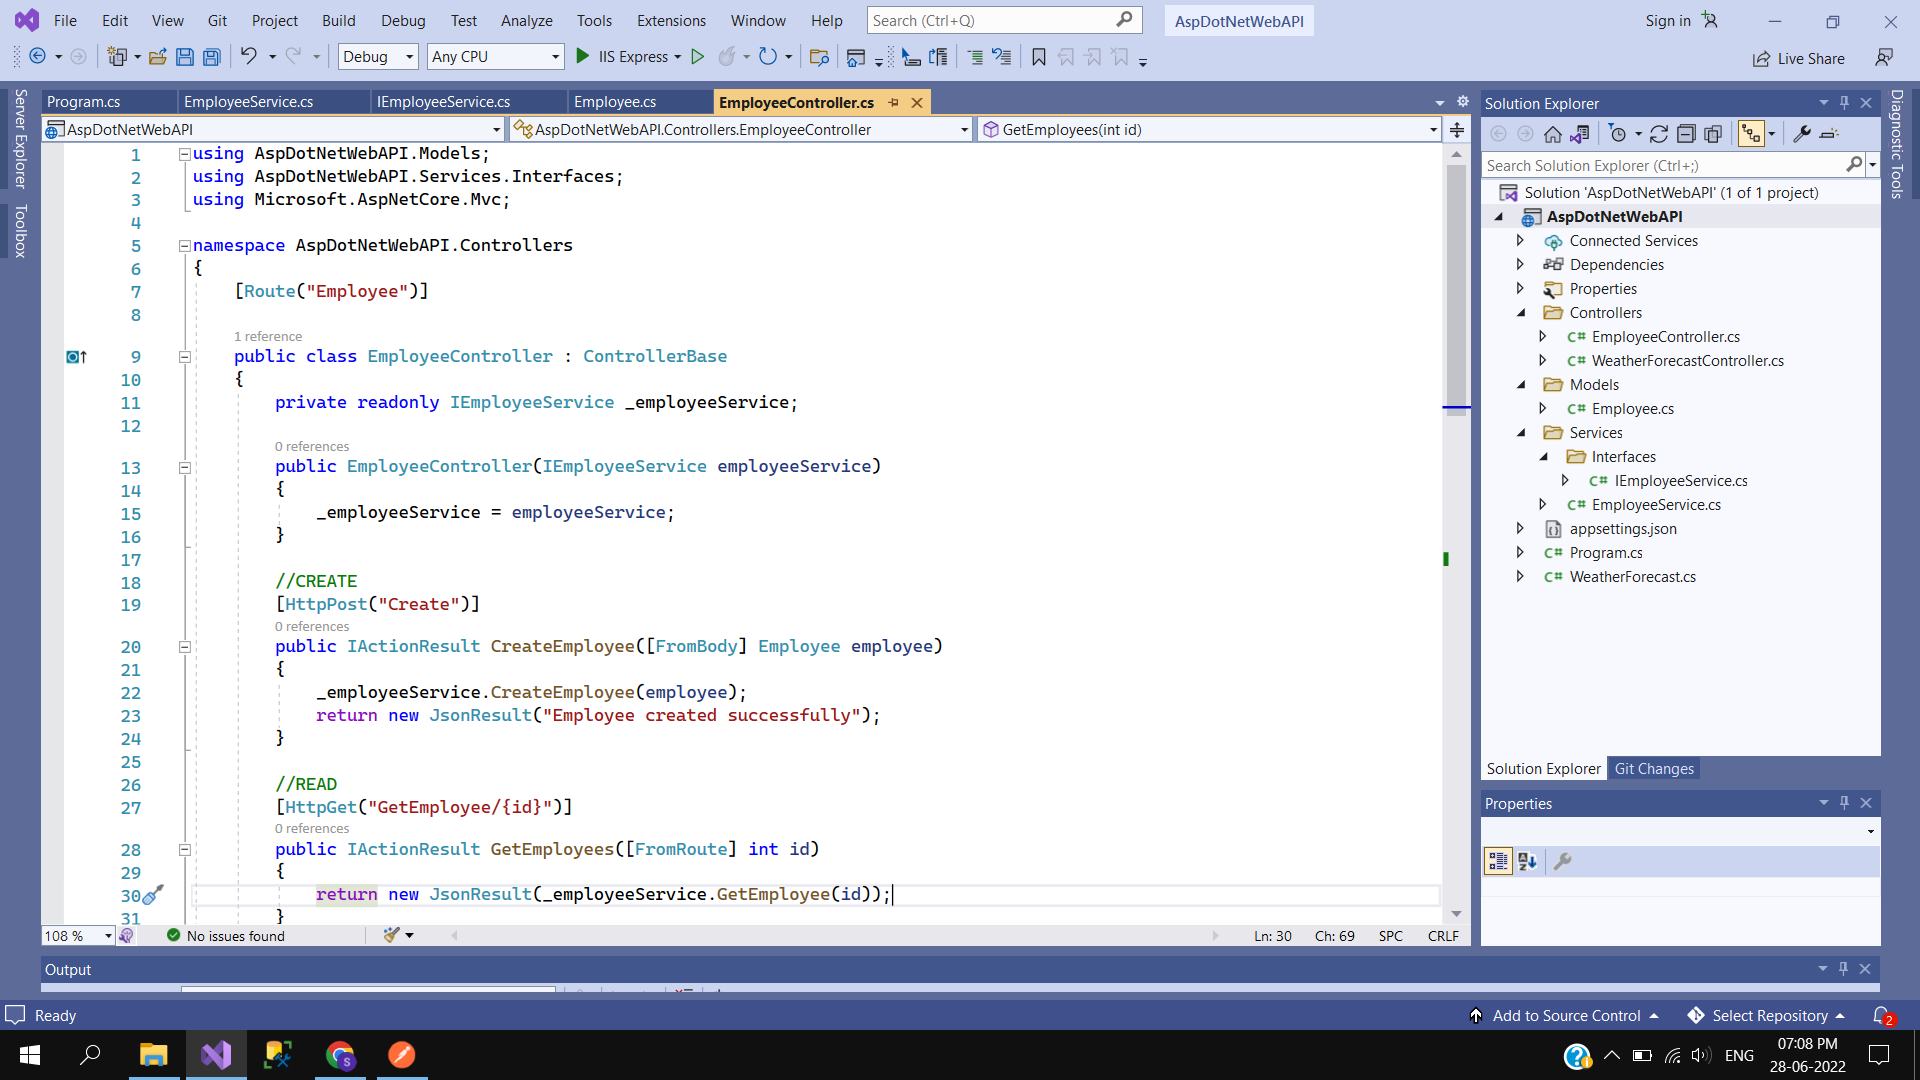 File Edit View Git Project Build Debug Test Analyze Tools Extensions Window Help Search (Ctrl+Q) AspDotNetWebAPI Sign in
Debug Any CPU IIS Express Live Share
Server Explorer
Toolbox
Program.cs EmployeeService.cs IEmployeeService.cs Employee.cs EmployeeController.cs
AspDotNetWebAPI AspDotNetWebAPI.Controllers.EmployeeController GetEmployees(int id)
1 using AspDotNetWebAPI.Models;
2 using AspDotNetWebAPI.Services.Interfaces;
3 using Microsoft.AspNetCore.Mvc;
4
5 namespace AspDotNetWebAPI.Controllers
6 {
7 [Route("Employee")]
8
1 reference
9 public class EmployeeController : ControllerBase
10 {
11 private readonly IEmployeeService _employeeService;
12
0 references
13 public EmployeeController(IEmployeeService employeeService)
14 {
15 _employeeService = employeeService;
16 }
17
18 //CREATE
19 [HttpPost("Create")]
0 references
20 public IActionResult CreateEmployee([FromBody] Employee employee)
21 {
22 _employeeService.CreateEmployee(employee);
23 return new JsonResult("Employee created successfully");
24 }
25
26 //READ
27 [HttpGet("GetEmployee/{id}")]
0 references
28 public IActionResult GetEmployees([FromRoute] int id)
29 {
30 return new JsonResult(_employeeService.GetEmployee(id));
31 }
108 % No issues found Ln: 30 Ch: 69 SPC CRLF
Solution Explorer
Search Solution Explorer (Ctrl+;)
Solution 'AspDotNetWebAPI' (1 of 1 project)
AspDotNetWebAPI
Connected Services
Dependencies
Properties
Controllers
C# EmployeeController.cs
C# WeatherForecastController.cs
Models
C# Employee.cs
Services
Interfaces
C# IEmployeeService.cs
C# EmployeeService.cs
appsettings.json
C# Program.cs
C# WeatherForecast.cs
Solution Explorer Git Changes
Properties
Diagnostic Tools
Output
Ready Add to Source Control Select Repository 2
ENG 07:08 PM
28-06-2022